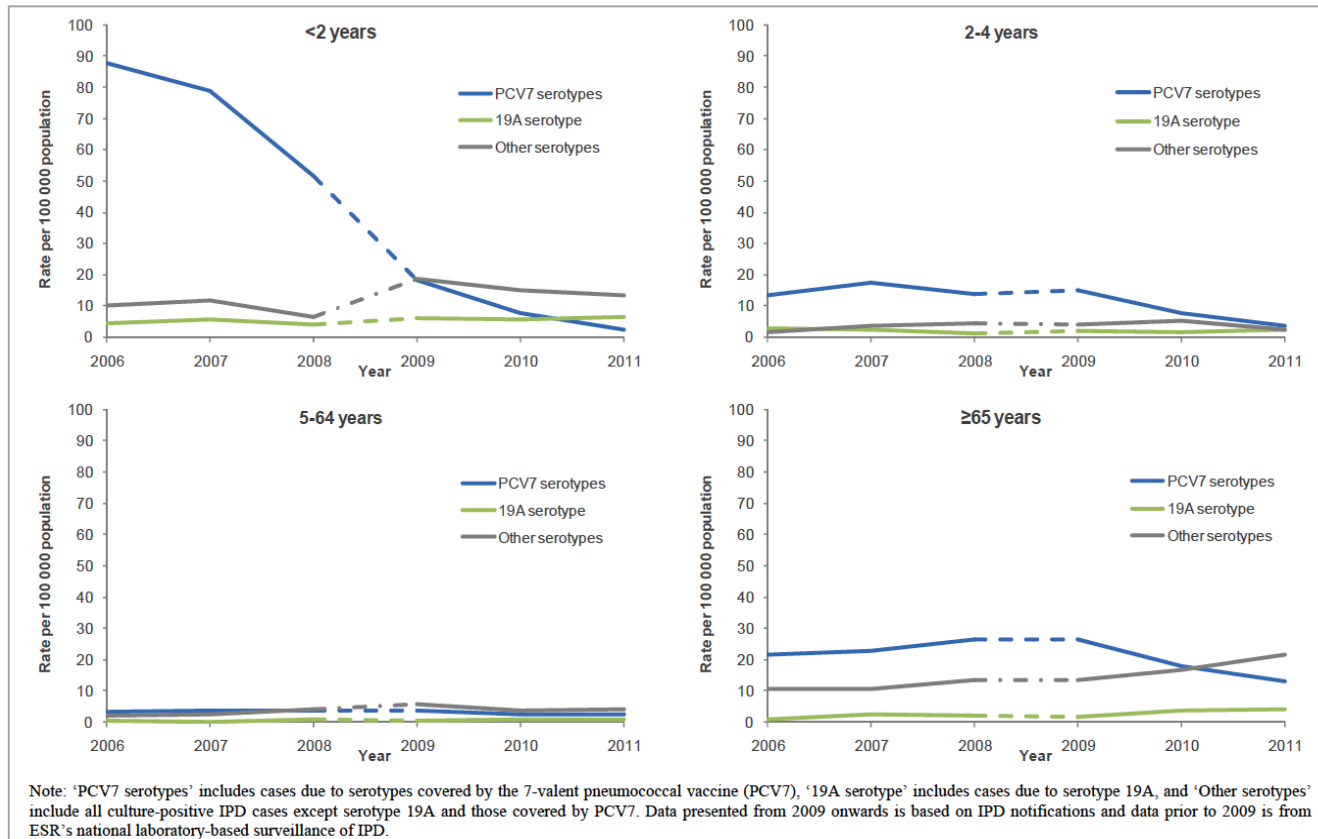 <2 years
100
90
80
70
60
50
40
30
20
10
0
Rate per 100 000 population
PCV7 serotypes
19A serotype
Other serotypes
2006 2007 2008 2009 2010 2011
Year
2-4 years
100
90
80
70
60
50
40
30
20
10
0
Rate per 100 000 population
PCV7 serotypes
19A serotype
Other serotypes
2006 2007 2008 2009 2010 2011
Year
5-64 years
100
90
80
70
60
50
40
30
20
10
0
Rate per 100 000 population
PCV7 serotypes
19A serotype
Other serotypes
2006 2007 2008 2009 2010 2011
Year
≥65 years
100
90
80
70
60
50
40
30
20
10
0
Rate per 100 000 population
PCV7 serotypes
19A serotype
Other serotypes
2006 2007 2008 2009 2010 2011
Year
Note: ‘PCV7 serotypes’ includes cases due to serotypes covered by the 7-valent pneumococcal vaccine (PCV7), ‘19A serotype’ includes cases due to serotype 19A, and ‘Other serotypes’
include all culture-positive IPD cases except serotype 19A and those covered by PCV7. Data presented from 2009 onwards is based on IPD notifications and data prior to 2009 is from
ESR’s national laboratory-based surveillance of IPD.